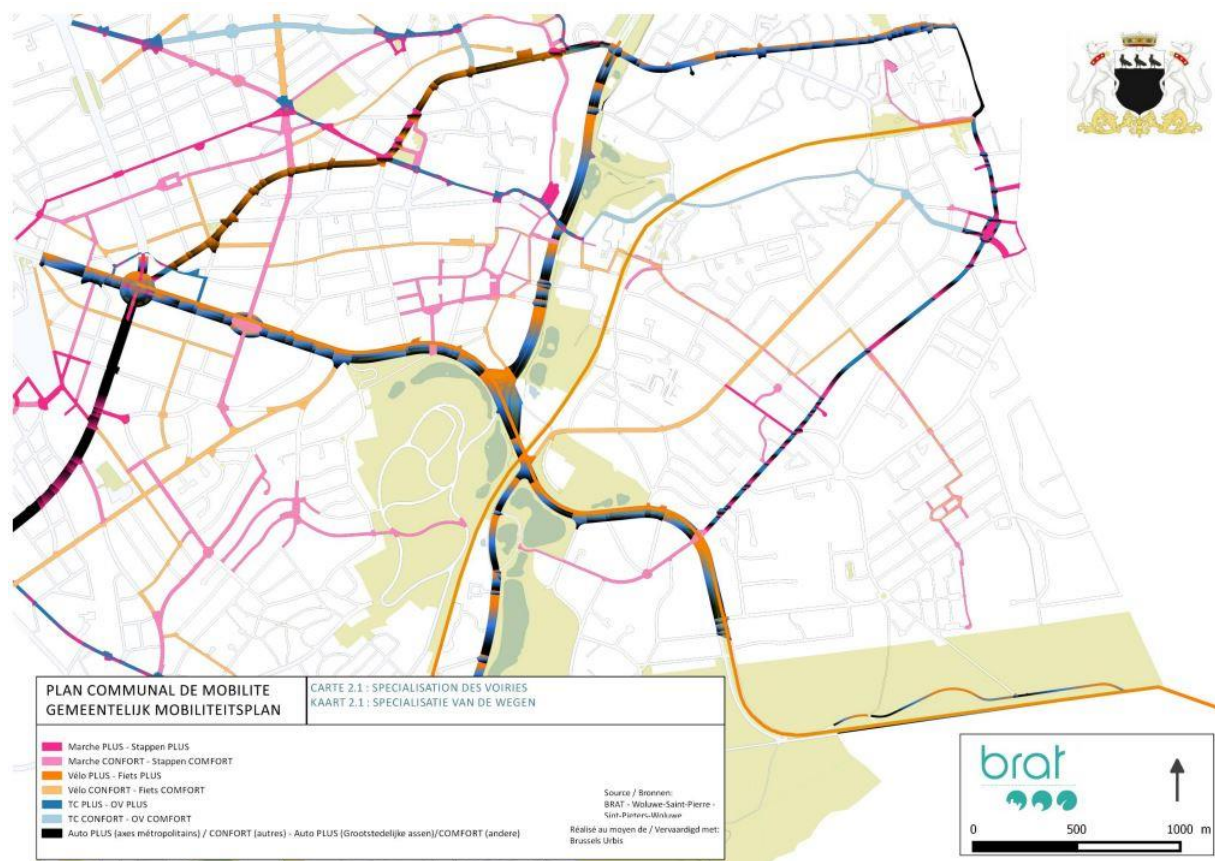 PLAN COMMUNAL DE MOBILITE
GEMEENTELIJK MOBILITEITSPLAN
CARTE 2.1 : SPECIALISATION DES VOIRIES
KAART 2.1 : SPECIALISATIE VAN DE WEGEN
Marche PLUS - Stappen PLUS
Marche CONFORT - Stappen COMFORT
Vélo PLUS - Fiets PLUS
Vélo CONFORT - Fiets COMFORT
TC PLUS - OV PLUS
TC CONFORT - OV COMFORT
Auto PLUS (axes métropolitains) / CONFORT (autres) - Auto PLUS (Grootstedelijke assen)/COMFORT (andere)
Source / Bronnen:
BRAT - Woluwe-Saint-Pierre -
Sint-Pieters-Woluwe
Réalisé au moyen de / Vervaardigd met:
Brussels Urbis
brat
0 500 1000 m